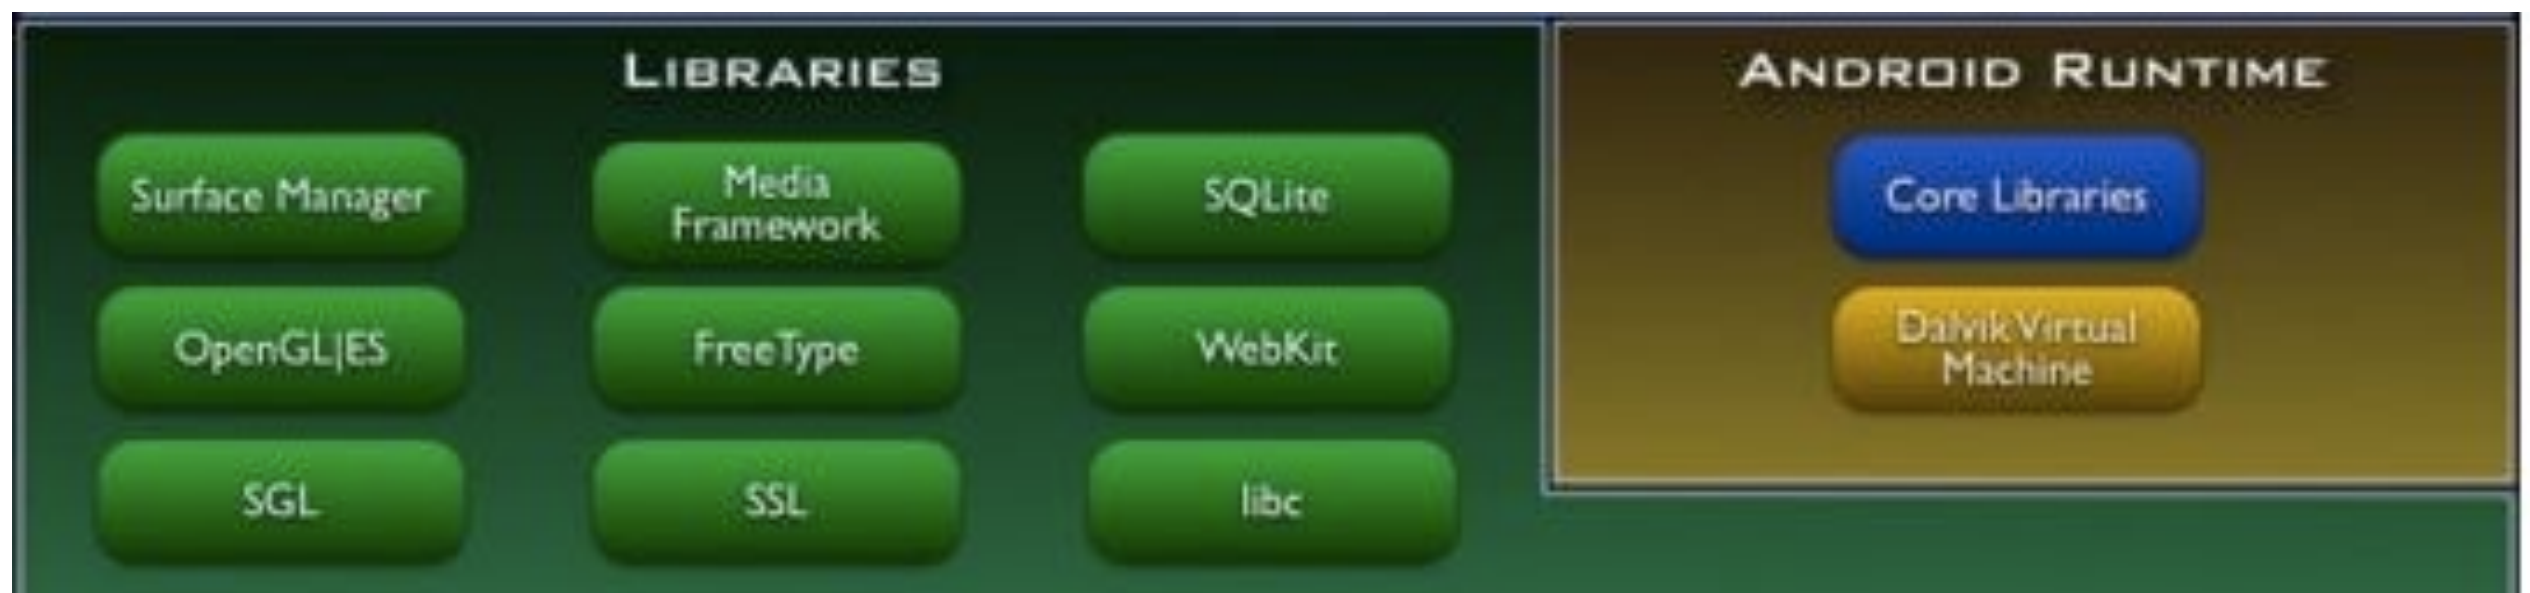 LIBRARIES
ANDROID RUNTIME
Surface Manager
Media
Framework
SQLite
Core Libraries
OpenGL|ES
FreeType
WebKit
Dalvik Virtual
Machine
SGL
SSL
libc